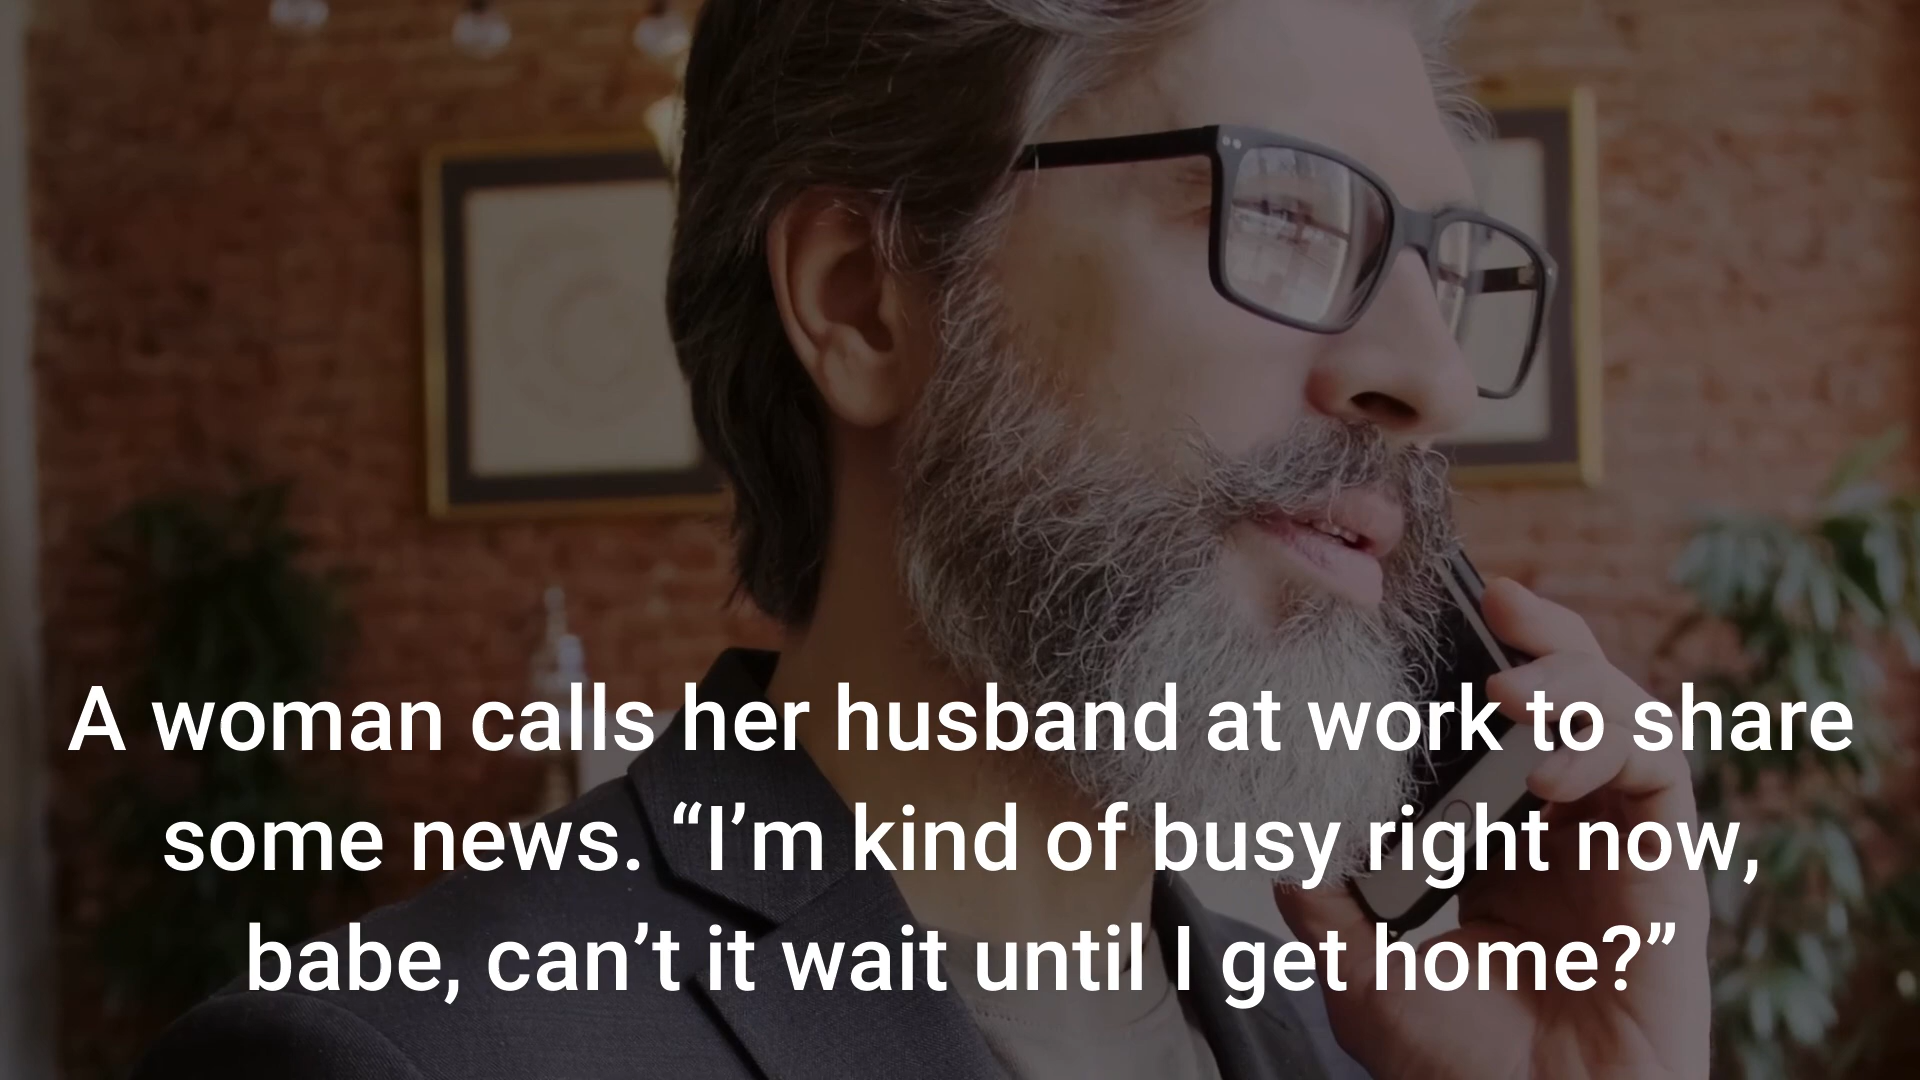 A woman calls her husband at work to share
some news. “I’m kind of busy right now,
babe, can’t it wait until I get home?”